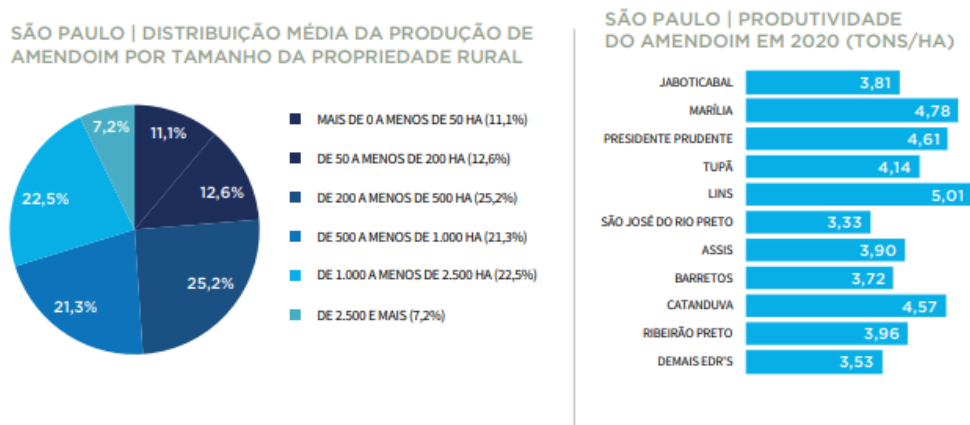 SÃO PAULO | DISTRIBUIÇÃO MÉDIA DA PRODUÇÃO DE
AMENDOIM POR TAMANHO DA PROPRIEDADE RURAL
7,2%
11,1%
12,6%
22,5%
25,2%
21,3%
MAIS DE 0 A MENOS DE 50 HA (11,1%)
DE 50 A MENOS DE 200 HA (12,6%)
DE 200 A MENOS DE 500 HA (25,2%)
DE 500 A MENOS DE 1.000 HA (21,3%)
DE 1.000 A MENOS DE 2.500 HA (22,5%)
DE 2.500 E MAIS (7,2%)
SÃO PAULO | PRODUTIVIDADE
DO AMENDOIM EM 2020 (TONS/HA)
JABOTICABAL 3,81
MARÍLIA 4,78
PRESIDENTE PRUDENTE 4,61
TUPÃ 4,14
LINS 5,01
SÃO JOSÉ DO RIO PRETO 3,33
ASSIS 3,90
BARRETOS 3,72
CATANDUVA 4,57
RIBEIRÃO PRETO 3,96
DEMAIS EDR'S 3,53